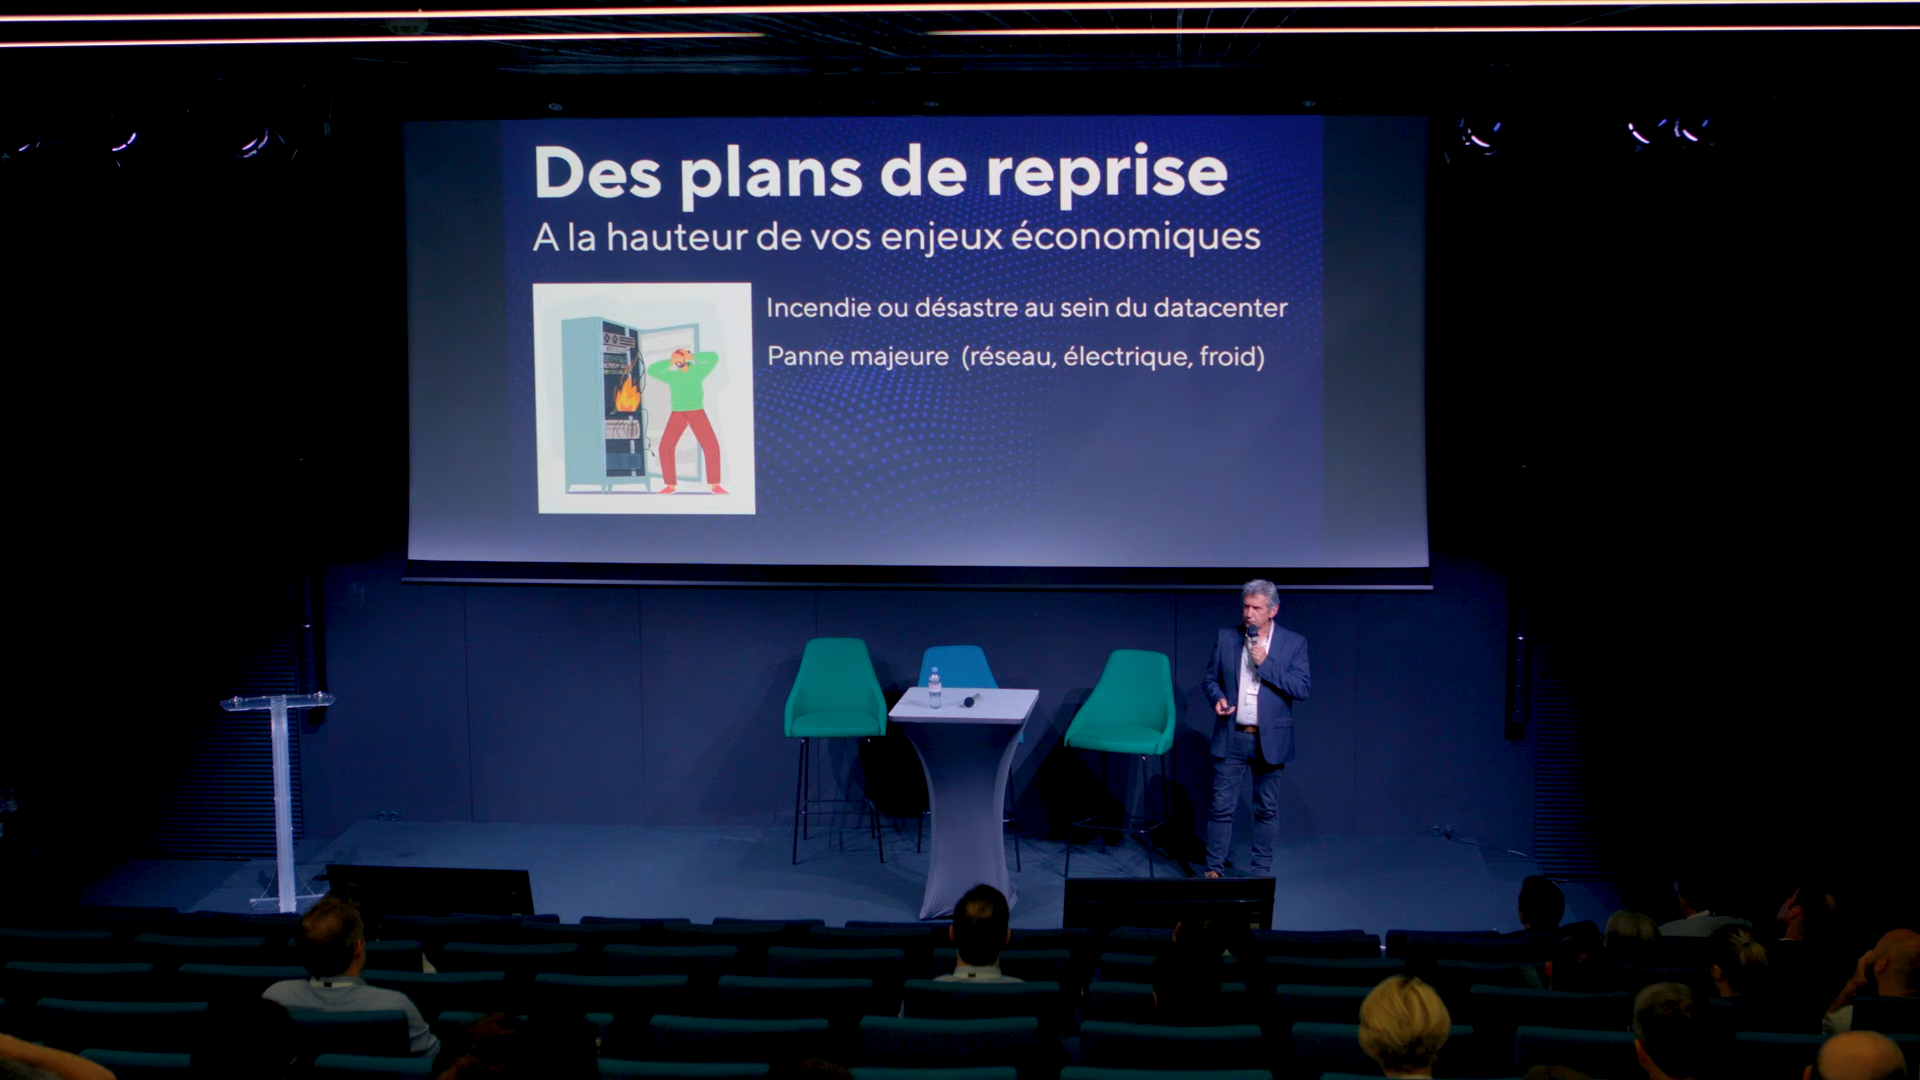 Des plans de reprise
A la hauteur de vos enjeux économiques
Incendie ou désastre au sein du datacenter
Panne majeure (réseau, électrique, froid)